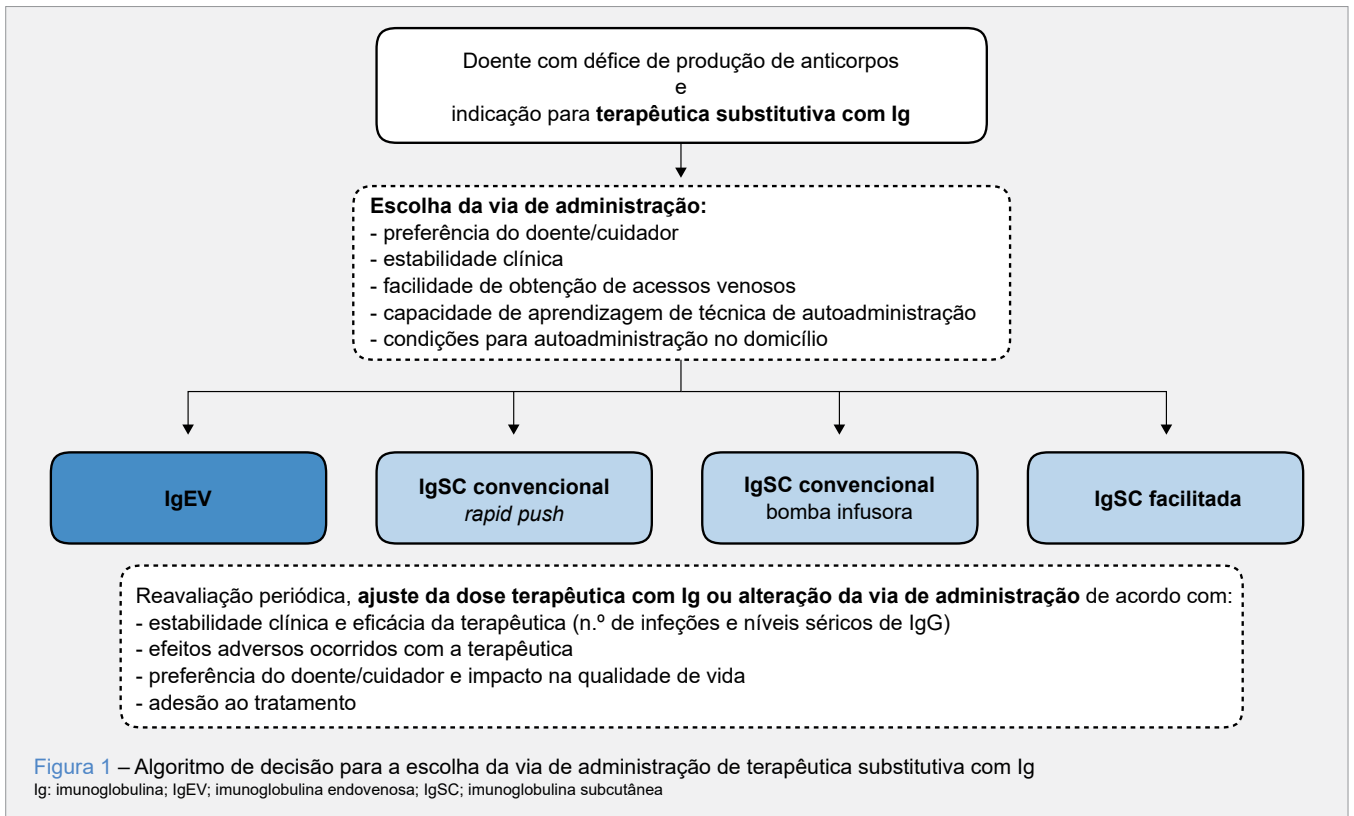 Doente com défice de produção de anticorpos
e
indicação para terapêutica substitutiva com Ig
Escolha da via de administração:
- preferência do doente/cuidador
- estabilidade clínica
- facilidade de obtenção de acessos venosos
- capacidade de aprendizagem de técnica de autoadministração
- condições para autoadministração no domicílio
IgEV
IgSC convencional
rapid push
IgSC convencional
bomba infusora
IgSC facilitada
Reavaliação periódica, ajuste da dose terapêutica com Ig ou alteração da via de administração de acordo com:
- estabilidade clínica e eficácia da terapêutica (n.º de infeções e níveis séricos de IgG)
- efeitos adversos ocorridos com a terapêutica
- preferência do doente/cuidador e impacto na qualidade de vida
- adesão ao tratamento
Figura 1 – Algoritmo de decisão para a escolha da via de administração de terapêutica substitutiva com Ig
Ig: imunoglobulina; IgEV; imunoglobulina endovenosa; IgSC; imunoglobulina subcutânea